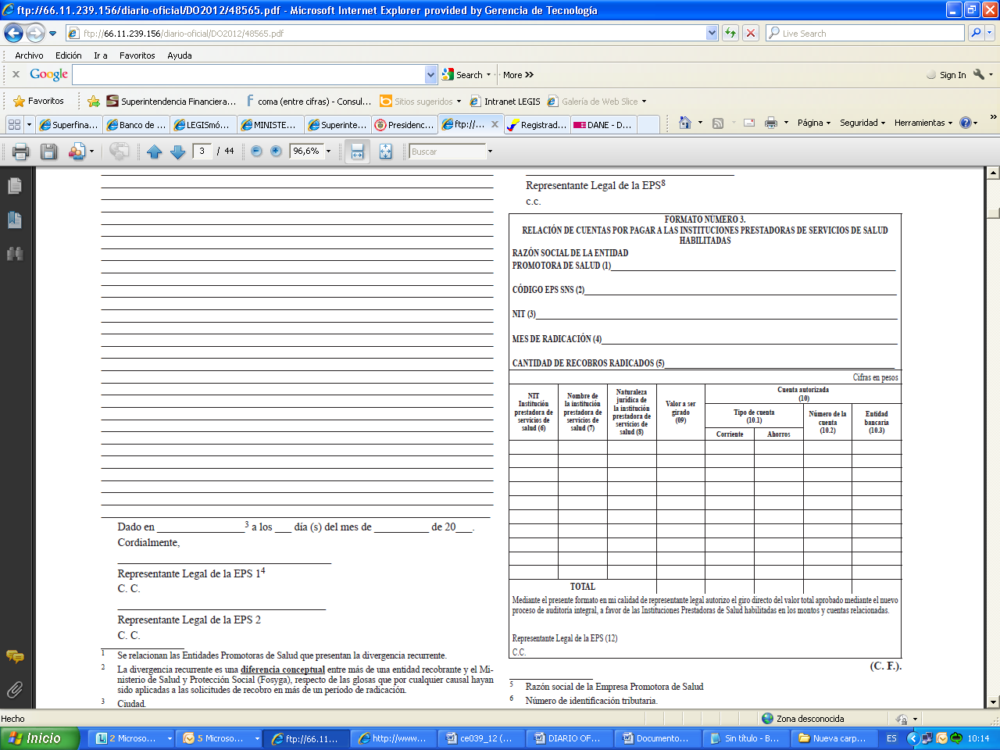 ftp://66.11.239.156/diario-oficial/DO2012/48565.pdf - Microsoft Internet Explorer provided by Gerencia de Tecnología
ftp://66.11.239.156/diario-oficial/DO2012/48565.pdf
Live Search
Archivo Edición Ir a Favoritos Ayuda
x Google Search More >> Sign In
Favoritos Superintendencia Financiera... coma (entre cifras) - Consul... Sitios sugeridos Intranet LEGIS Galería de Web Slice
Superfina... Banco de ... LEGISmó... MINISTE... Superinte... Presidenc... ftp://... Registrad... DANE - D... Página Seguridad Herramientas
3 / 44 96,6% Buscar
Dado en ________________3 a los ___ día (s) del mes de __________ de 20___.
Cordialmente,
Representante Legal de la EPS 14
C. C.
Representante Legal de la EPS 2
C. C.
1 Se relacionan las Entidades Promotoras de Salud que presentan la divergencia recurrente.
2 La divergencia recurrente es una diferencia conceptual entre más de una entidad recobrante y el Mi-
nisterio de Salud y Protección Social (Fosyga), respecto de las glosas que por cualquier causal hayan
sido aplicadas a las solicitudes de recobro en más de un período de radicación.
3 Ciudad.
Representante Legal de la EPS8
c.c.
FORMATO NÚMERO 3.
RELACIÓN DE CUENTAS POR PAGAR A LAS INSTITUCIONES PRESTADORAS DE SERVICIOS DE SALUD
HABILITADAS
RAZÓN SOCIAL DE LA ENTIDAD
PROMOTORA DE SALUD (1)
CÓDIGO EPS SNS (2)
NIT (3)
MES DE RADICACIÓN (4)
CANTIDAD DE RECOBROS RADICADOS (5)
Cifras en pesos
NIT
Institución
prestadora de
servicios de
salud (6)
Nombre de
la institución
prestadora de
servicios de
salud (7)
Naturaleza
jurídica de
la institución
prestadora de
servicios de
salud (8)
Valor a ser
girado
(09)
Cuenta autorizada
(10)
Tipo de cuenta
(10.1)
Corriente Ahorros
Número de la
cuenta
(10.2)
Entidad
bancaria
(10.3)
TOTAL
Mediante el presente formato en mi calidad de representante legal autorizo el giro directo del valor total aprobado mediante el nuevo
proceso de auditoría integral, a favor de las Instituciones Prestadoras de Salud habilitadas en los montos y cuentas relacionadas.
Representante Legal de la EPS (12)
C.C.
(C. F.).
5 Razón social de la Empresa Promotora de Salud
6 Número de identificación tributaria.
Hecho Zona desconocida
Inicio 2 Microso... 5 Microso... ftp://66.11... http://www... ce039_12 (... DIARIO OF... Documento... Sin título - B... Nueva carp... ES 10:14